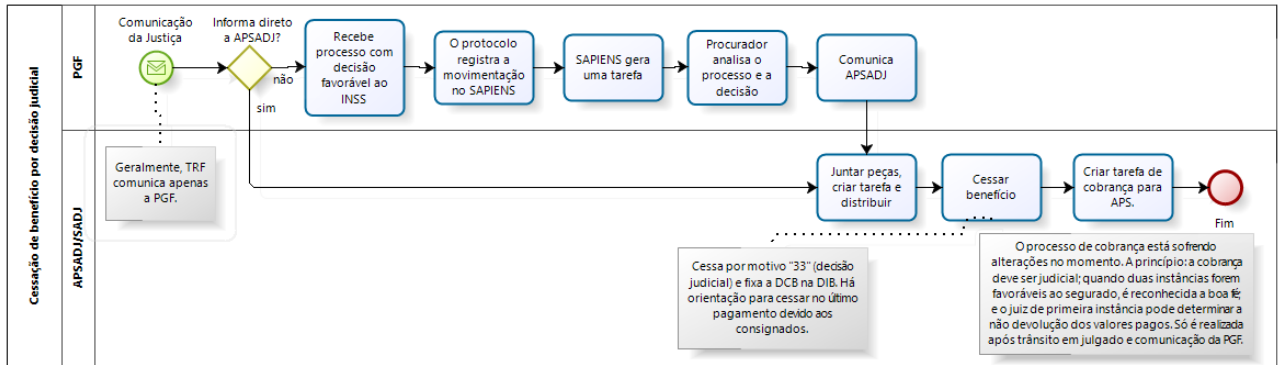 Cessação de benefício por decisão judicial
PGF
Comunicação
da Justiça
Informa direto
a APSADJ?
não
sim
Recebe
processo com
decisão
favorável ao
INSS
O protocolo
registra a
movimentação
no SAPIENS
SAPIENS gera
uma tarefa
Procurador
analisa o
processo e a
decisão
Comunica
APSADJ
APSADJ/SADJ
Geralmente, TRF
comunica apenas
a PGF.
Juntar peças,
criar tarefa e
distribuir
Cessar
benefício
Criar tarefa de
cobrança para
APS.
Fim
Cessa por motivo "33" (decisão
judicial) e fixa a DCB na DIB. Há
orientação para cessar no último
pagamento devido aos
consignados.
O processo de cobrança está sofrendo
alterações no momento. A princípio: a cobrança
deve ser judicial; quando duas instâncias forem
favoráveis ao segurado, é reconhecida a boa fé;
e o juiz de primeira instância pode determinar a
não devolução dos valores pagos. Só é realizada
após trânsito em julgado e comunicação da PGF.